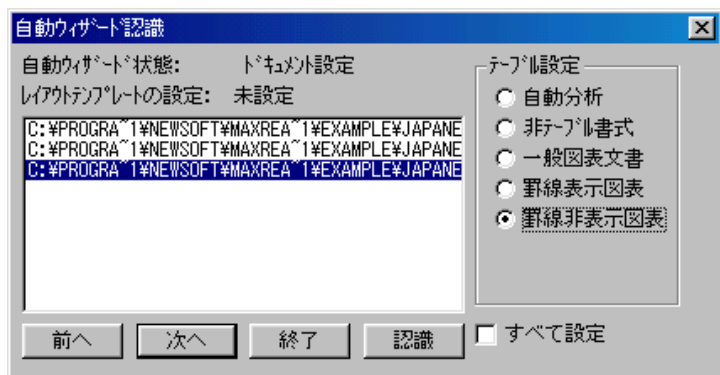 自動ウィザード認識
自動ウィザード状態: ドキュメント設定
レイアウトテンプレートの設定: 未設定
C:¥PROGRA~1¥NEWSOFT¥MAXREA~1¥EXAMPLE¥JAPANE
C:¥PROGRA~1¥NEWSOFT¥MAXREA~1¥EXAMPLE¥JAPANE
C:¥PROGRA~1¥NEWSOFT¥MAXREA~1¥EXAMPLE¥JAPANE
テーブル設定
自動分析
非テーブル書式
一般図表文書
罫線表示図表
罫線非表示図表
前へ 次へ 終了 認識 すべて設定